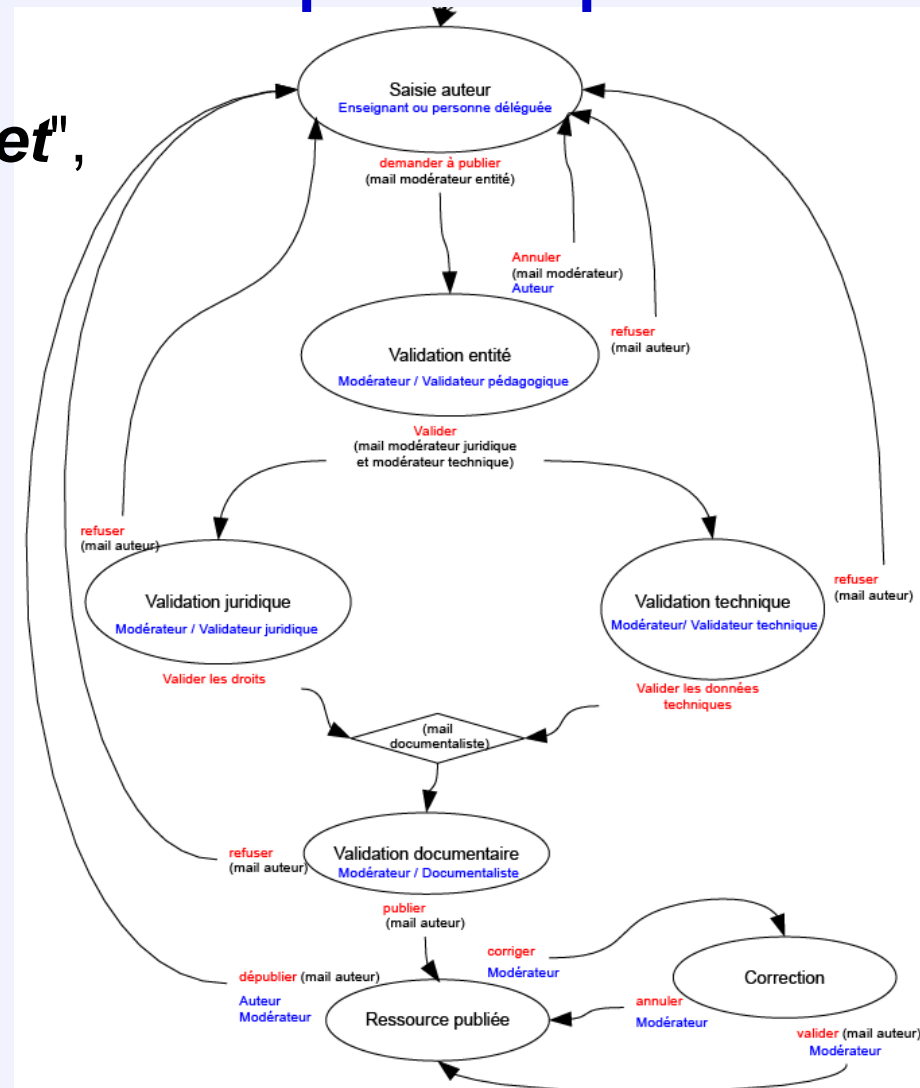 Saisie auteur
Enseignant ou personne déléguée
et",
demander à publier
(mail modérateur entité)
Annuler
(mail modérateur)
Auteur
refuser
(mail auteur)
Validation entité
Modérateur / Validateur pédagogique
Valider
(mail modérateur juridique
et modérateur technique)
refuser
(mail auteur)
Validation juridique
Modérateur / Validateur juridique
Validation technique
Modérateur/ Validateur technique
refuser
(mail auteur)
Valider les droits
Valider les données
techniques
(mail
documentaliste)
refuser
(mail auteur)
Validation documentaire
Modérateur / Documentaliste
publier
(mail auteur)
corriger
Modérateur
Correction
dépublier (mail auteur)
Auteur
Modérateur
Ressource publiée
annuler
Modérateur
valider (mail auteur)
Modérateur